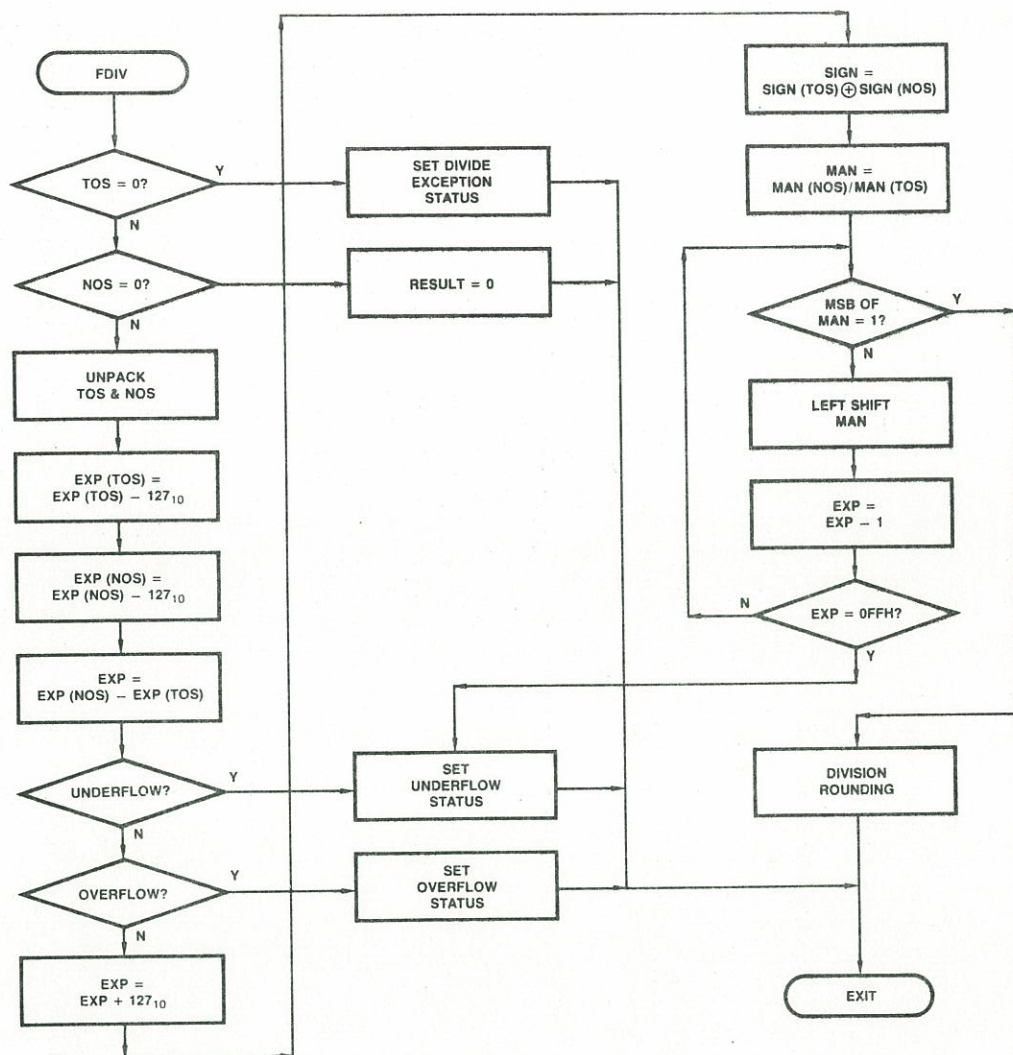 FDIV
TOS = 0?
Y
N
SET DIVIDE
EXCEPTION
STATUS
NOS = 0?
N
RESULT = 0
UNPACK
TOS & NOS
EXP (TOS) =
EXP (TOS) − 127₁₀
EXP (NOS) =
EXP (NOS) − 127₁₀
EXP =
EXP (NOS) − EXP (TOS)
UNDERFLOW?
Y
N
SET
UNDERFLOW
STATUS
OVERFLOW?
Y
N
SET
OVERFLOW
STATUS
EXP =
EXP + 127₁₀
SIGN =
SIGN (TOS) ⊕ SIGN (NOS)
MAN =
MAN (NOS)/MAN (TOS)
MSB OF
MAN = 1?
Y
N
LEFT SHIFT
MAN
EXP =
EXP − 1
EXP = 0FFH?
N
Y
DIVISION
ROUNDING
EXIT